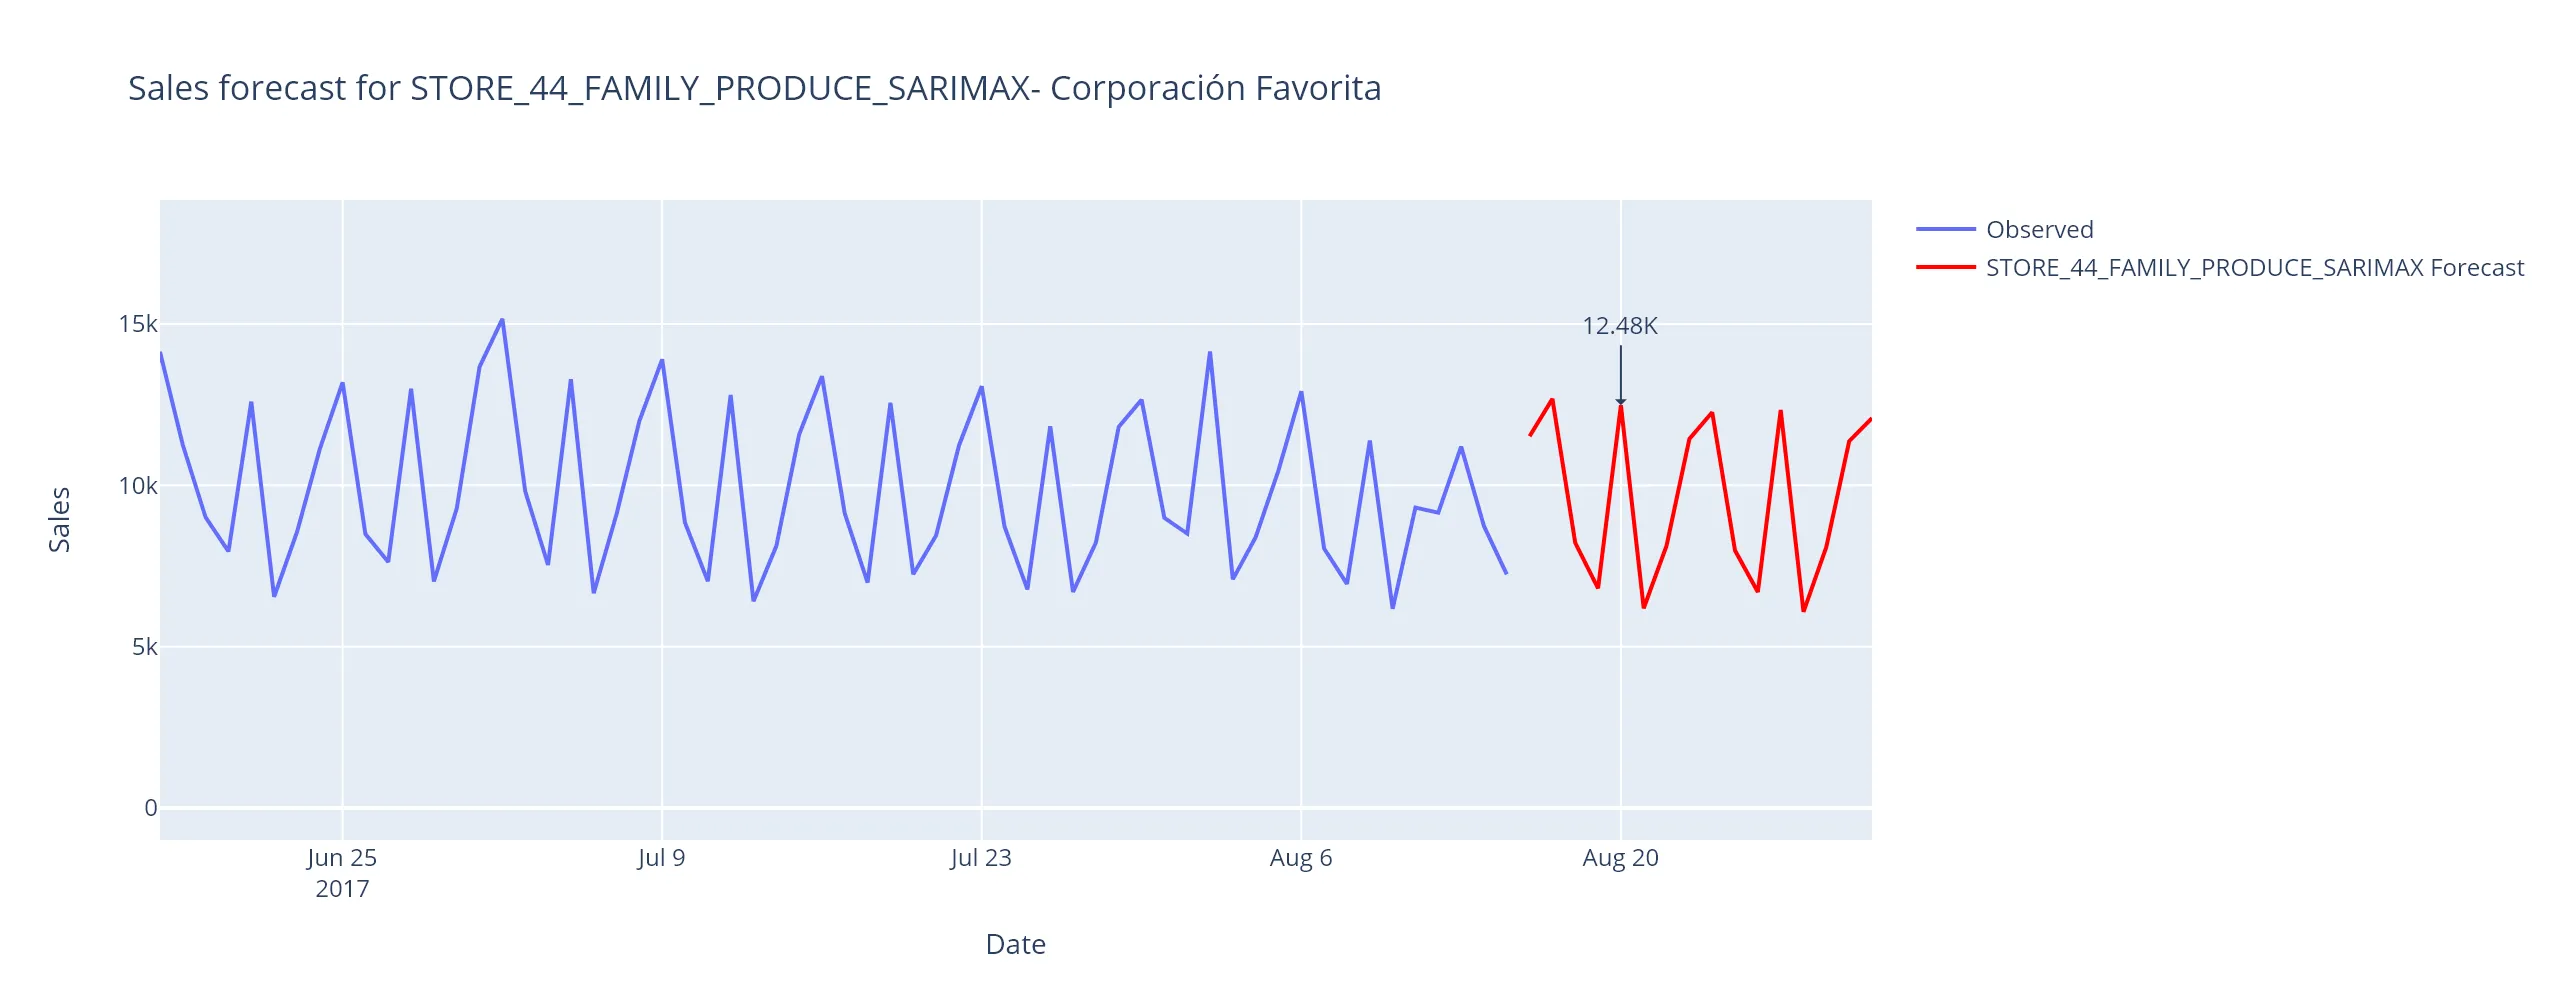 Sales forecast for STORE_44_FAMILY_PRODUCE_SARIMAX- Corporación Favorita
Observed
STORE_44_FAMILY_PRODUCE_SARIMAX Forecast
15k
12.48K
10k
5k
0
Sales
Jun 25
2017
Jul 9
Jul 23
Aug 6
Aug 20
Date